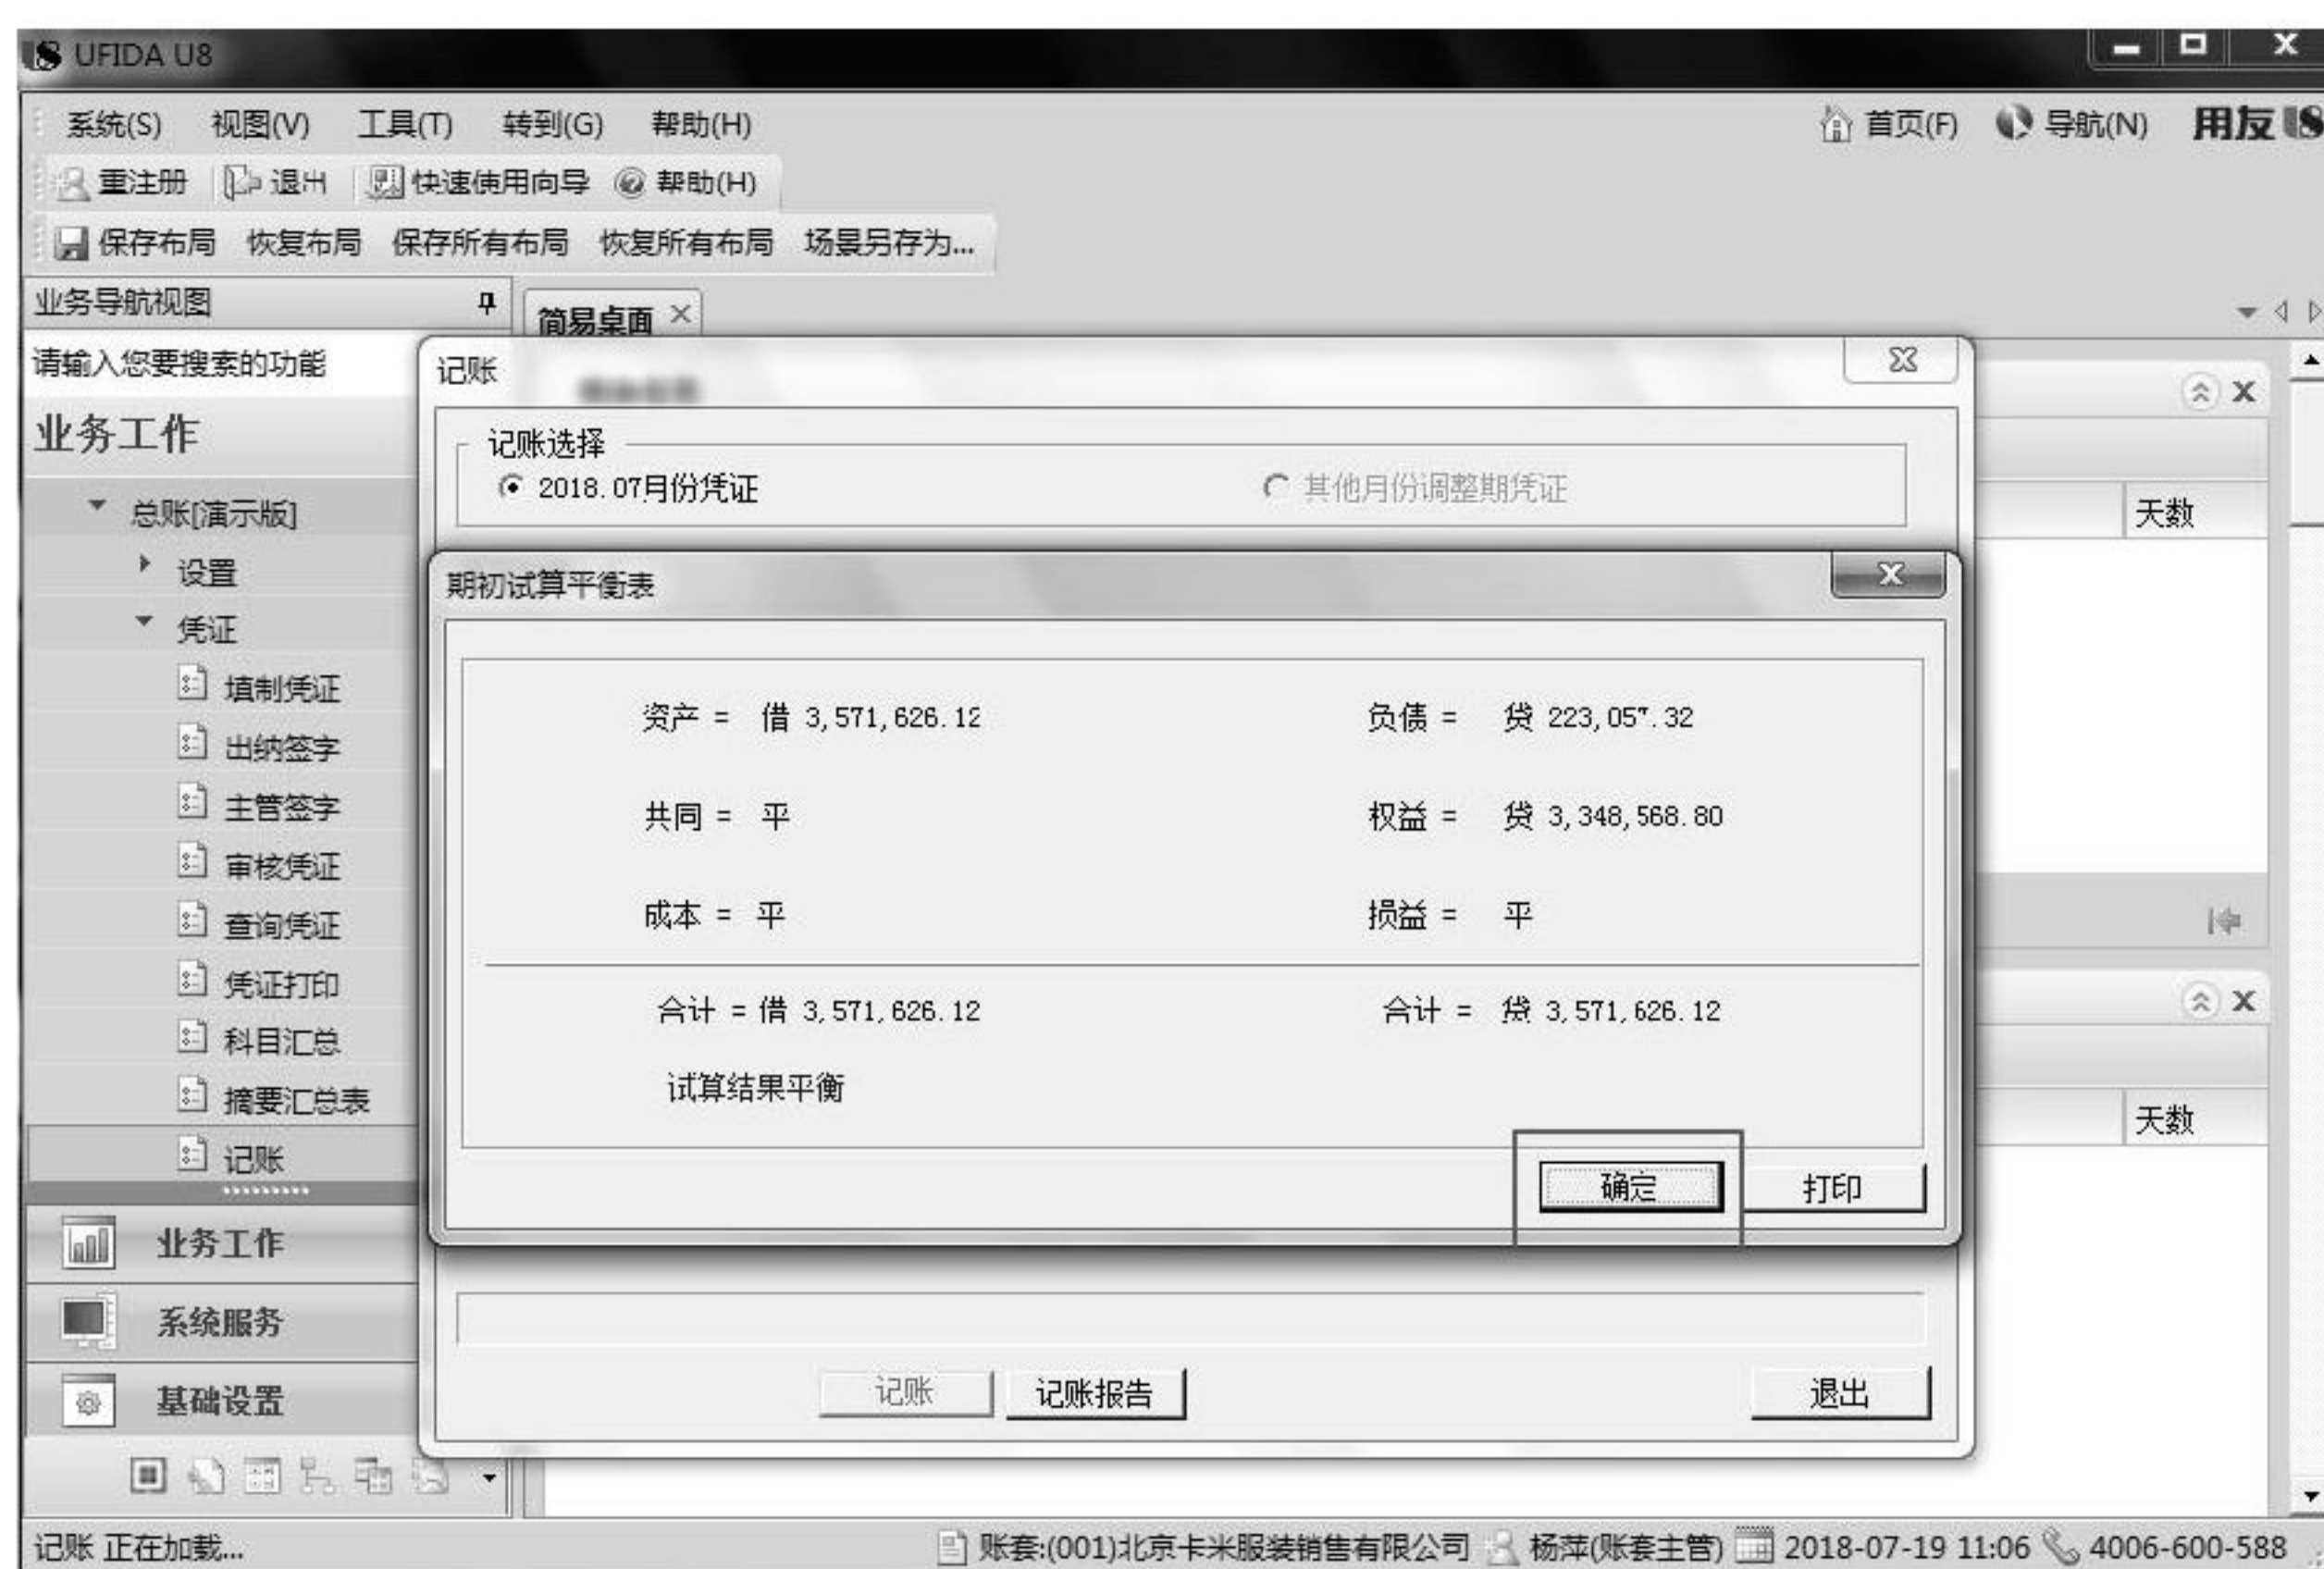 UFIDA U8
系统(S) 视图(V) 工具(T) 转到(G) 帮助(H) 首页(F) 导航(N) 用友
重注册 退出 快速使用向导 帮助(H)
保存布局 恢复布局 保存所有布局 恢复所有布局 场景另存为...
业务导航视图 简易桌面
请输入您要搜索的功能
业务工作
总账[演示版]
设置
凭证
填制凭证
出纳签字
主管签字
审核凭证
查询凭证
凭证打印
科目汇总
摘要汇总表
记账
业务工作
系统服务
基础设置
记账
记账选择
2018.07月份凭证 其他月份调整期凭证
天数
期初试算平衡表
资产 = 借 3,571,626.12 负债 = 贷
共同 = 平 权益 = 贷 3,348,568.80
成本 = 平 损益 = 平
合计 = 借 3,571,626.12 合计 = 贷 3,571,626.12
试算结果平衡
确定 打印
天数
记账 记账报告 退出
记账 正在加载... 账套:(001)北京卡米服装销售有限公司 杨萍(账套主管) 2018-07-19 11:06 4006-600-588